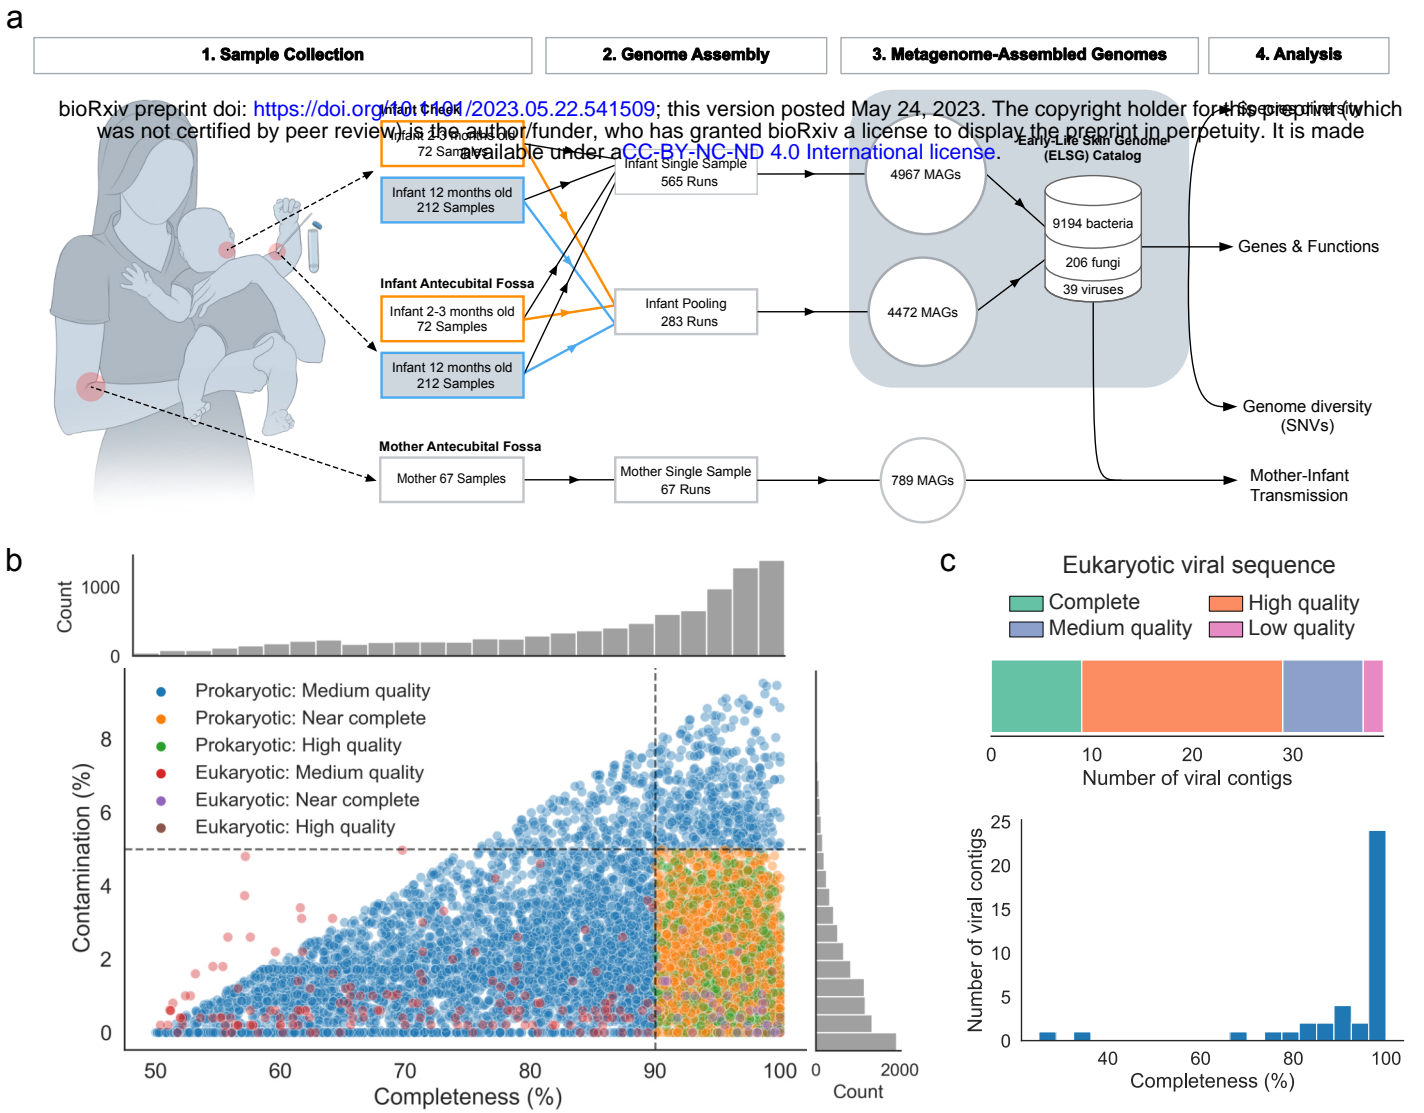 a
1. Sample Collection
2. Genome Assembly
3. Metagenome-Assembled Genomes
4. Analysis
bioRxiv preprint doi: https://doi.org/10.1101/2023.05.22.541509; this version posted May 24, 2023. The copyright holder for this preprint (which
was not certified by peer review) is the author/funder, who has granted bioRxiv a license to display the preprint in perpetuity. It is made
available under aCC-BY-NC-ND 4.0 International license.
Infant Cheek
Infant 2-3 months old
72 Samples
Infant 12 months old
212 Samples
Infant Antecubital Fossa
Infant 2-3 months old
72 Samples
Infant 12 months old
212 Samples
Mother Antecubital Fossa
Mother 67 Samples
Infant Single Sample
565 Runs
Infant Pooling
283 Runs
Mother Single Sample
67 Runs
4967 MAGs
4472 MAGs
789 MAGs
Early-Life Skin Genome
(ELSG) Catalog
9194 bacteria
206 fungi
39 viruses
Species diversity
Genes & Functions
Genome diversity
(SNVs)
Mother-Infant
Transmission
b
Count
1000
0
Prokaryotic: Medium quality
Prokaryotic: Near complete
Prokaryotic: High quality
Eukaryotic: Medium quality
Eukaryotic: Near complete
Eukaryotic: High quality
Contamination (%)
8
6
4
2
0
50 60 70 80 90 100
Completeness (%)
0 2000
Count
c
Eukaryotic viral sequence
Complete
High quality
Medium quality
Low quality
0 10 20 30
Number of viral contigs
Number of viral contigs
25
20
15
10
5
0
40 60 80 100
Completeness (%)